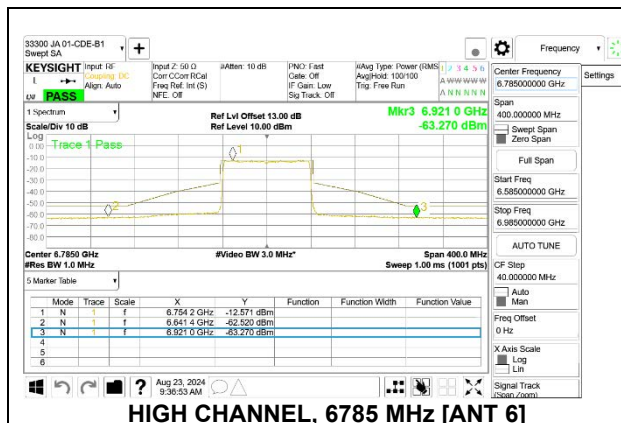 33300 JA 01-CDE-B1
Swept SA
Frequency
KEYSIGHT
Input: RF
Coupling: DC
Align: Auto
Input Z: 50 Ω
Corr CCorr RCal
Freq Ref: Int (S)
NFE: Off
#Atten: 10 dB
PNO: Fast
Gate: Off
IF Gain: Low
Sig Track: Off
#Avg Type: Power (RMS
Avg|Hold: 100/100
Trig: Free Run
1 2 3 4 5 6
A W W W W W
A N N N N N
L
PASS
Center Frequency
6.785000000 GHz
Settings
Span
400.000000 MHz
Swept Span
Zero Span
Full Span
Start Freq
6.585000000 GHz
Stop Freq
6.985000000 GHz
AUTO TUNE
CF Step
40.000000 MHz
Auto
Man
Freq Offset
0 Hz
X Axis Scale
Log
Lin
Signal Track
(Span Zoom)
1 Spectrum
Scale/Div 10 dB
Ref Lvl Offset 13.00 dB
Ref Level 10.00 dBm
Mkr3 6.921 0 GHz
-63.270 dBm
Log
Trace 1 Pass
0.00
-10.0
-20.0
-30.0
-40.0
-50.0
-60.0
-70.0
-80.0
1
2
3
Center 6.7850 GHz
#Res BW 1.0 MHz
#Video BW 3.0 MHz*
Span 400.0 MHz
Sweep 1.00 ms (1001 pts)
5 Marker Table
Mode Trace Scale X Y Function Function Width Function Value
1 N 1 f 6.754 2 GHz -12.571 dBm
2 N 1 f 6.641 4 GHz -62.520 dBm
3 N 1 f 6.921 0 GHz -63.270 dBm
4
5
6
?
Aug 23, 2024
9:36:53 AM
HIGH CHANNEL, 6785 MHz [ANT 6]